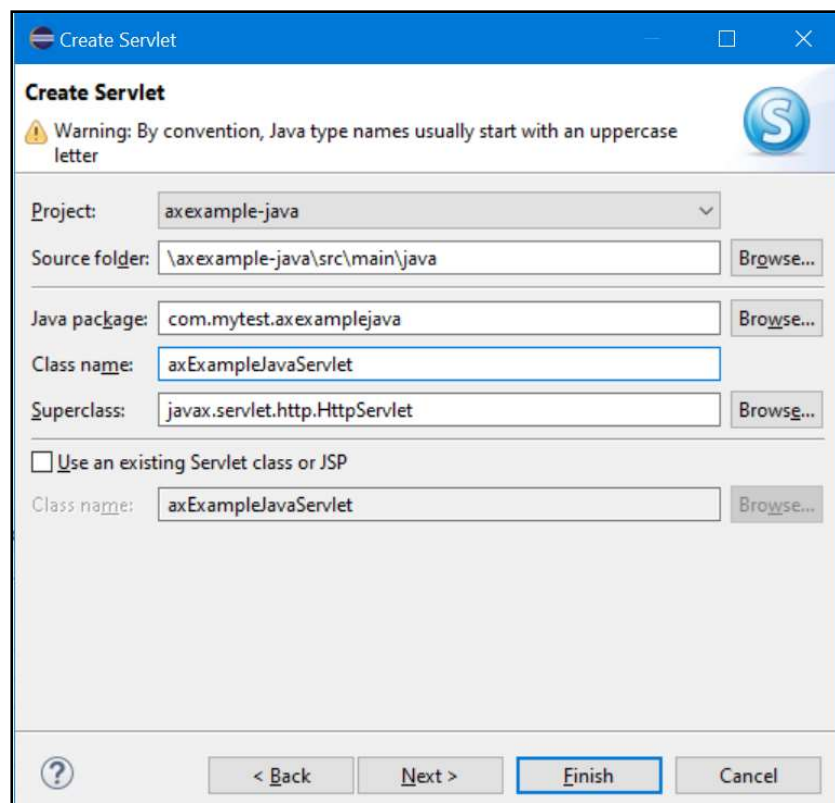 Create Servlet
Create Servlet
Warning: By convention, Java type names usually start with an uppercase
letter
S
Project: axexample-java
Source folder: \axexample-java\src\main\java Browse...
Java package: com.mytest.axexamplejava Browse...
Class name: axExampleJavaServlet
Superclass: javax.servlet.http.HttpServlet Browse...
Use an existing Servlet class or JSP
Class name: axExampleJavaServlet Browse...
? < Back Next > Finish Cancel